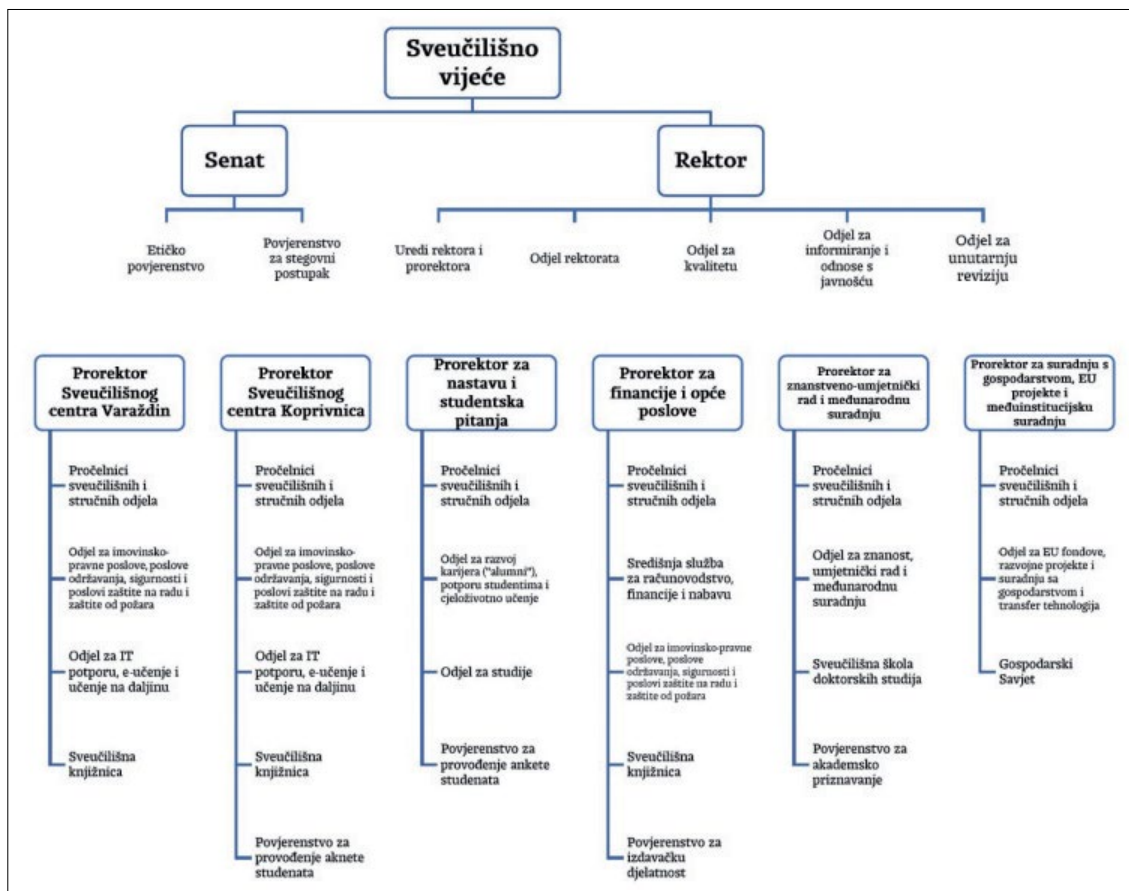 Sveučilišno
vijeće
Senat
Rektor
Etičko
povjerenstvo
Povjerenstvo
za stegovni
postupak
Uredi rektora i
prorektora
Odjel rektorata
Odjel za
kvalitetu
Odjel za
informiranje i
odnose s
javnošću
Odjel za
unutarnju
reviziju
Prorektor
Sveučilišnog
centra Varaždin
Pročelnici
sveučilišnih i
stručnih odjela
Odjel za imovinsko-
pravne poslove, poslove
održavanja, sigurnosti i
poslovi zaštite na radu i
zaštite od požara
Odjel za IT
potporu, e-učenje i
učenje na daljinu
Sveučilišna
knjižnica
Prorektor
Sveučilišnog
centra Koprivnica
Pročelnici
sveučilišnih i
stručnih odjela
Odjel za imovinsko-
pravne poslove, poslove
održavanja, sigurnosti i
poslovi zaštite na radu i
zaštite od požara
Odjel za IT
potporu, e-učenje i
učenje na daljinu
Sveučilišna
knjižnica
Povjerenstvo za
provođenje aknete
studenata
Prorektor za
nastavu i
studentska
pitanja
Pročelnici
sveučilišnih i
stručnih odjela
Odjel za razvoj
karijera ("alumni"),
potporu studentima i
cjeloživotno učenje
Odjel za studije
Povjerenstvo za
provođenje ankete
studenata
Prorektor za
financije i opće
poslove
Pročelnici
sveučilišnih i
stručnih odjela
Središnja služba
za računovodstvo,
financije i nabavu
Odjel za imovinsko-pravne
poslove, poslove
održavanja, sigurnosti i
poslovi zaštite na radu i
zaštite od požara
Sveučilišna
knjižnica
Povjerenstvo za
izdavačku
djelatnost
Prorektor za
znanstveno-umjetnički
rad i međunarodnu
suradnju
Pročelnici
sveučilišnih i
stručnih odjela
Odjel za znanost,
umjetnički rad i
međunarodnu
suradnju
Sveučilišna škola
doktorskih studija
Povjerenstvo za
akademsko
priznavanje
Prorektor za suradnju s
gospodarstvom, EU
projekte i
međuinstitucijsku
suradnju
Pročelnici
sveučilišnih i
stručnih odjela
Odjel za EU fondove,
razvojne projekte i
suradnju sa
gospodarstvom i
transfer tehnologija
Gospodarski
Savjet